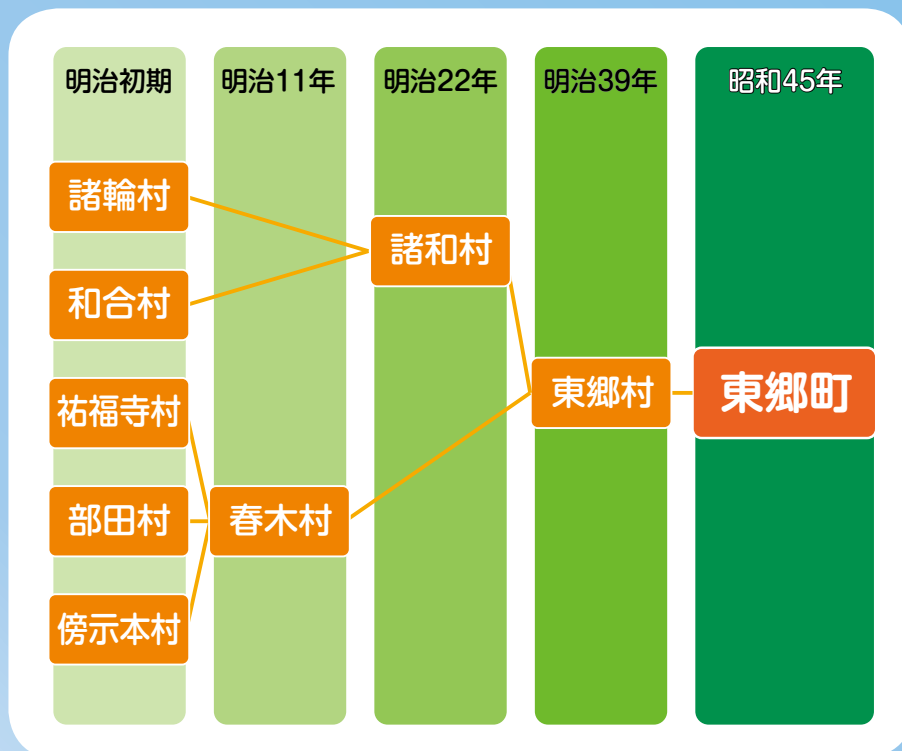 明治初期
明治11年
明治22年
明治39年
昭和45年
諸輪村
和合村
祐福寺村
部田村
傍示本村
春木村
諸和村
東郷村
東郷町